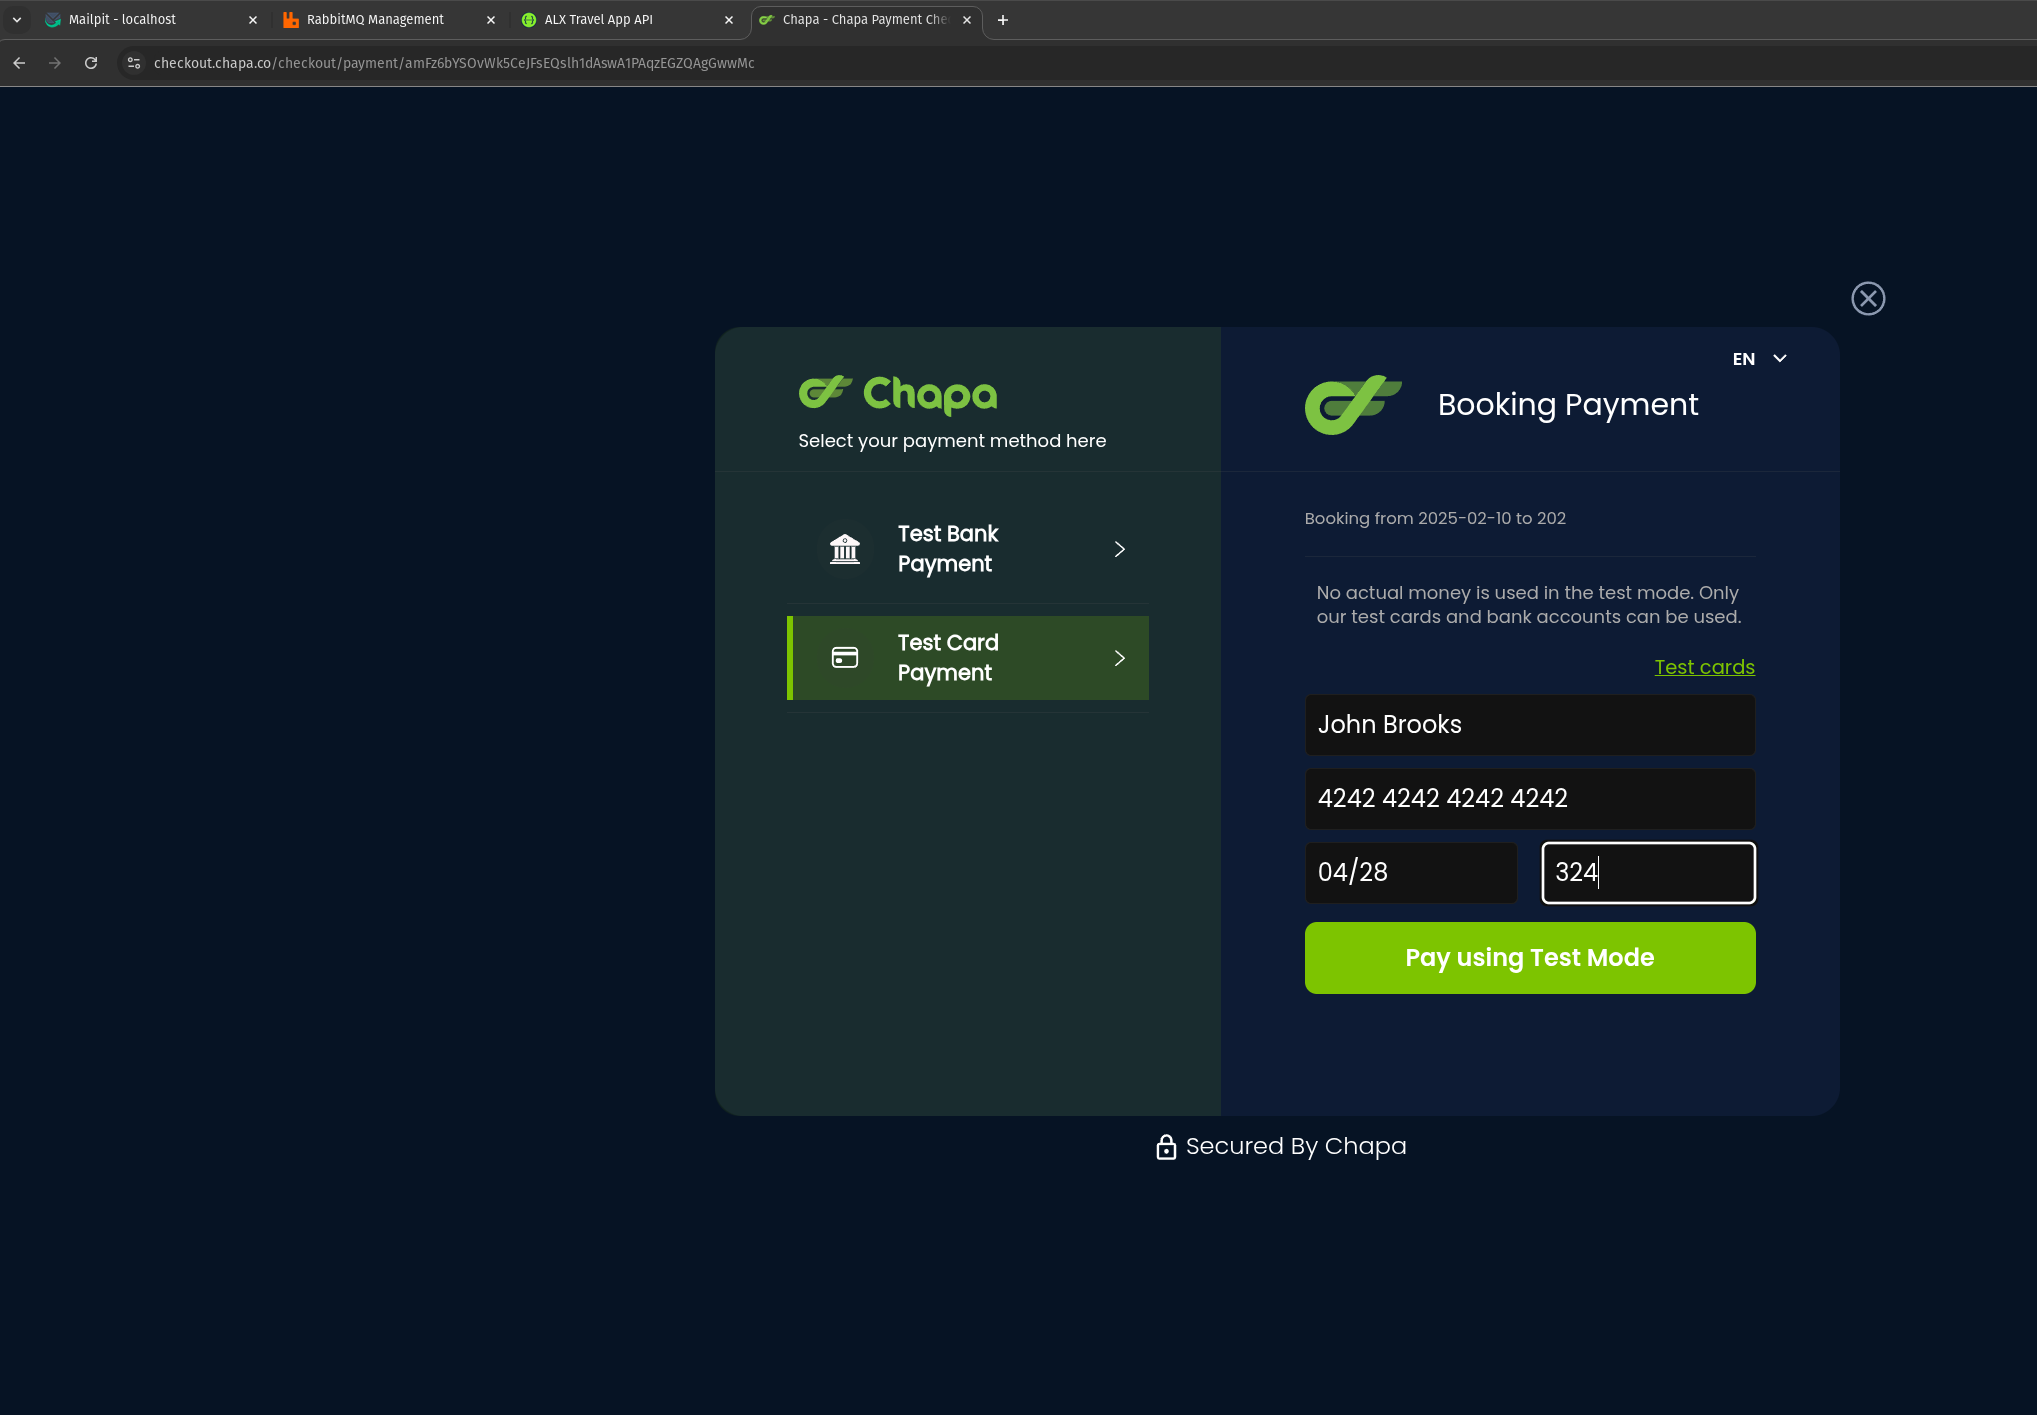 Mailpit - localhost
RabbitMQ Management
ALX Travel App API
Chapa - Chapa Payment Che
checkout.chapa.co/checkout/payment/amFz6bYSOvWk5CeJFsEQslh1dAswA1PAqzEGZQAgGwwMc
EN
Chapa
Select your payment method here
Booking Payment
Test Bank
Payment
Test Card
Payment
Booking from 2025-02-10 to 202
No actual money is used in the test mode. Only
our test cards and bank accounts can be used.
Test cards
John Brooks
4242 4242 4242 4242
04/28
324
Pay using Test Mode
Secured By Chapa